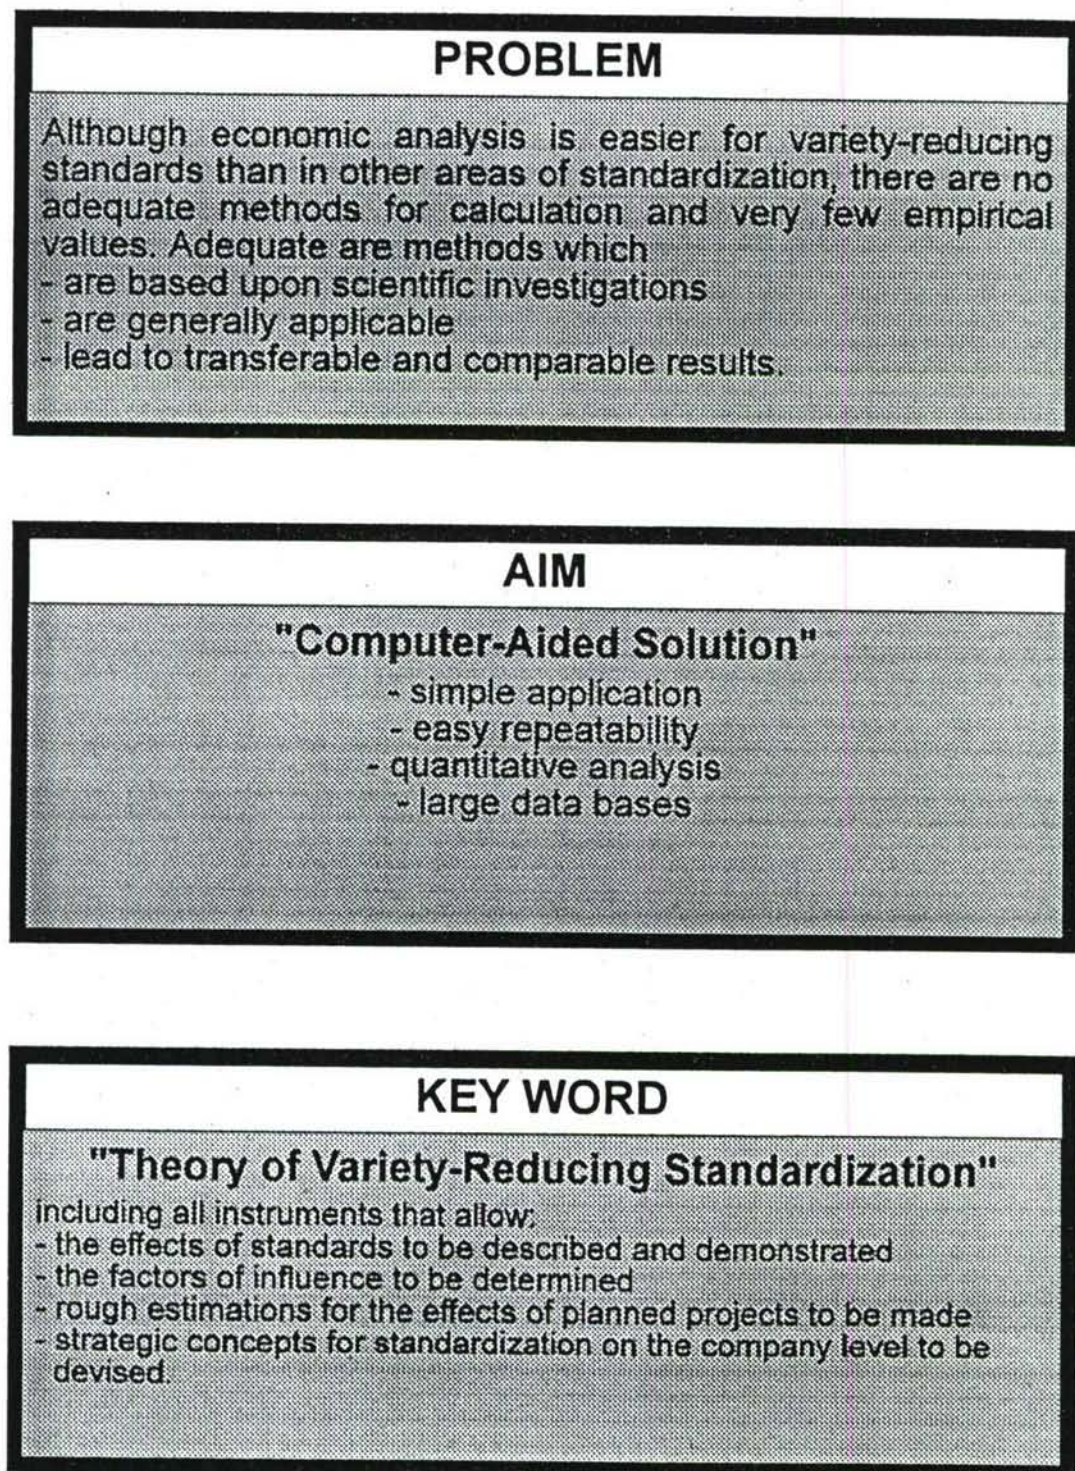 PROBLEM
Although economic analysis is easier for variety-reducing
standards than in other areas of standardization, there are no
adequate methods for calculation and very few empirical
values. Adequate are methods which
- are based upon scientific investigations
- are generally applicable
- lead to transferable and comparable results.
AIM
"Computer-Aided Solution"
- simple application
- easy repeatability
- quantitative analysis
- large data bases
KEY WORD
"Theory of Variety-Reducing Standardization"
including all instruments that allow:
- the effects of standards to be described and demonstrated
- the factors of influence to be determined
- rough estimations for the effects of planned projects to be made
- strategic concepts for standardization on the company level to be
devised.